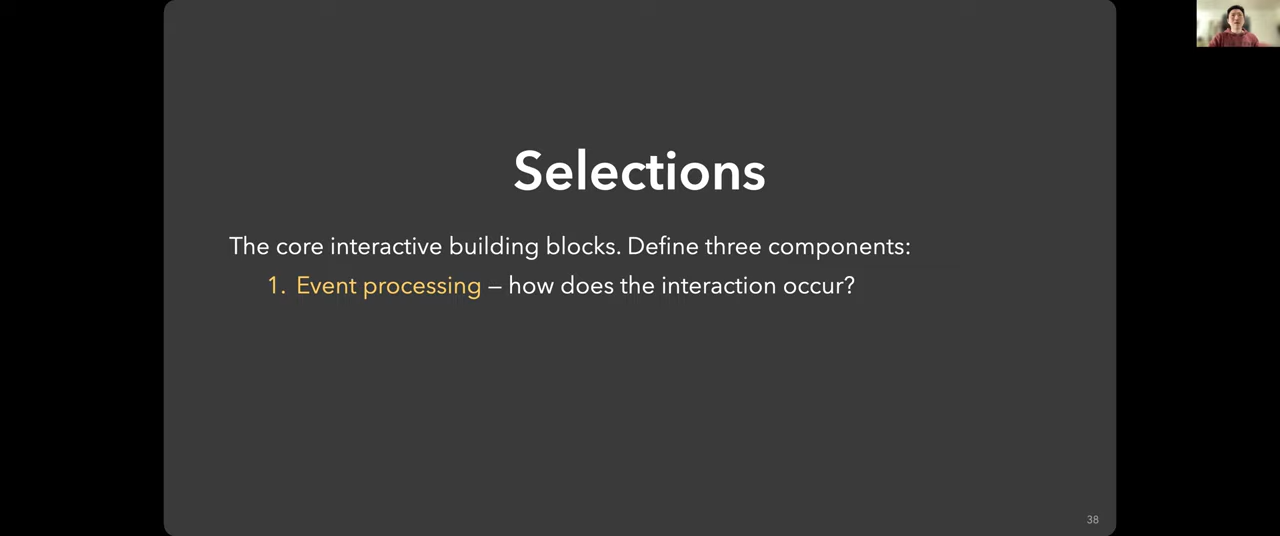 Selections
The core interactive building blocks. Define three components:
1. Event processing – how does the interaction occur?
38